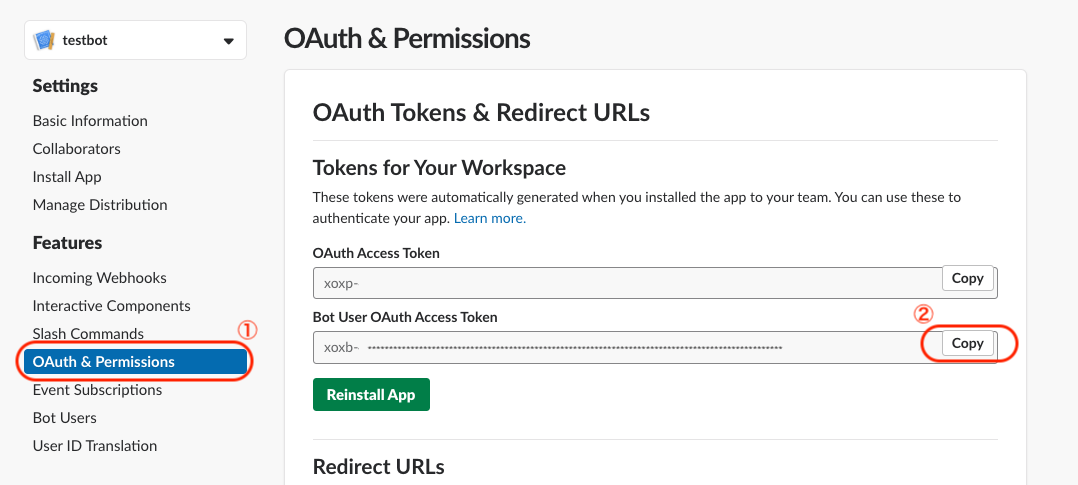 testbot
Settings
Basic Information
Collaborators
Install App
Manage Distribution
Features
Incoming Webhooks
Interactive Components
Slash Commands
①
OAuth & Permissions
Event Subscriptions
Bot Users
User ID Translation
OAuth & Permissions
OAuth Tokens & Redirect URLs
Tokens for Your Workspace
These tokens were automatically generated when you installed the app to your team. You can use these to
authenticate your app. Learn more.
OAuth Access Token
xoxp-
Copy
Bot User OAuth Access Token
②
xoxb-
Copy
Reinstall App
Redirect URLs